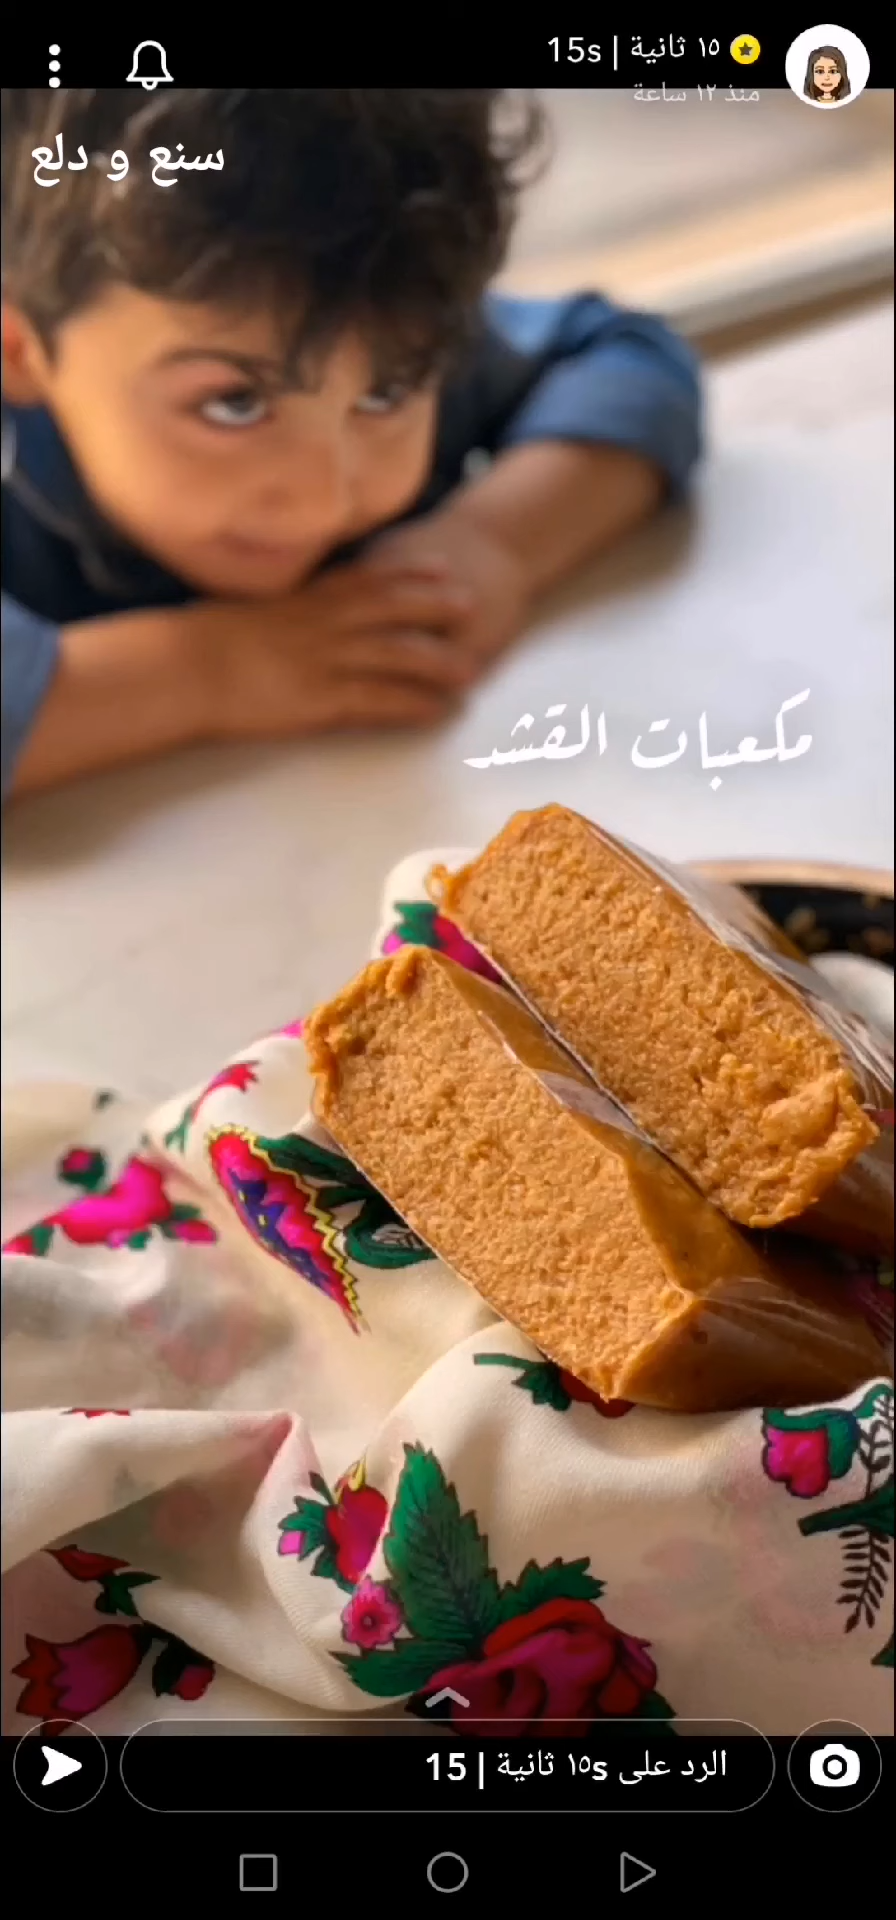 ١٥ ثانية | 15s
منذ ١٢ ساعة
سنع و دلع
مكعبات القشد
الرد على ١٥s ثانية | 15